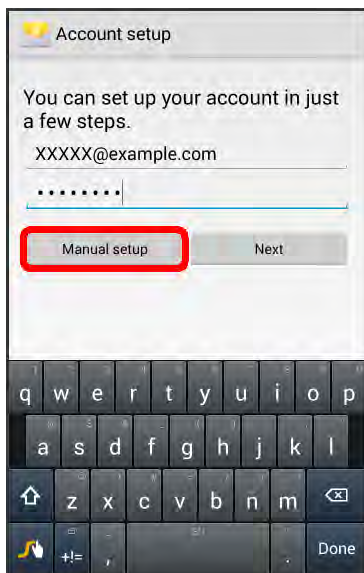 Account setup
You can set up your account in just
a few steps.
XXXXX@example.com
Manual setup Next
q w e r t y u i o p
a s d f g h j k l
z x c v b n m
+!= , . Done